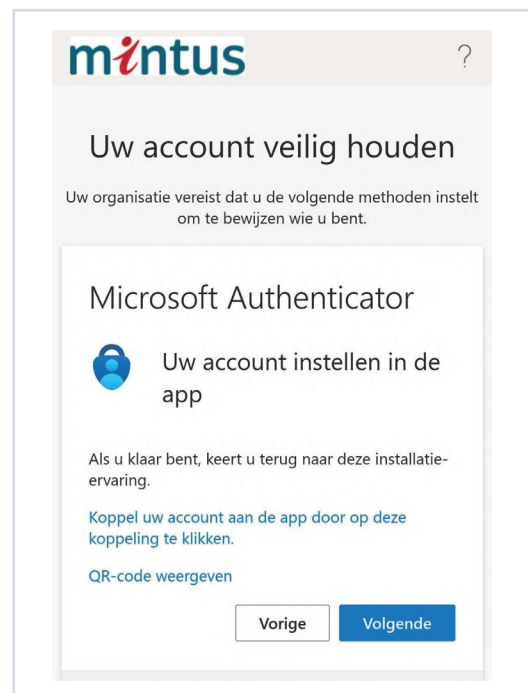 mintus ?
Uw account veilig houden
Uw organisatie vereist dat u de volgende methoden instelt
om te bewijzen wie u bent.
Microsoft Authenticator
Uw account instellen in de
app
Als u klaar bent, keert u terug naar deze installatie-
ervaring.
Koppel uw account aan de app door op deze
koppeling te klikken.
QR-code weergeven
Vorige Volgende